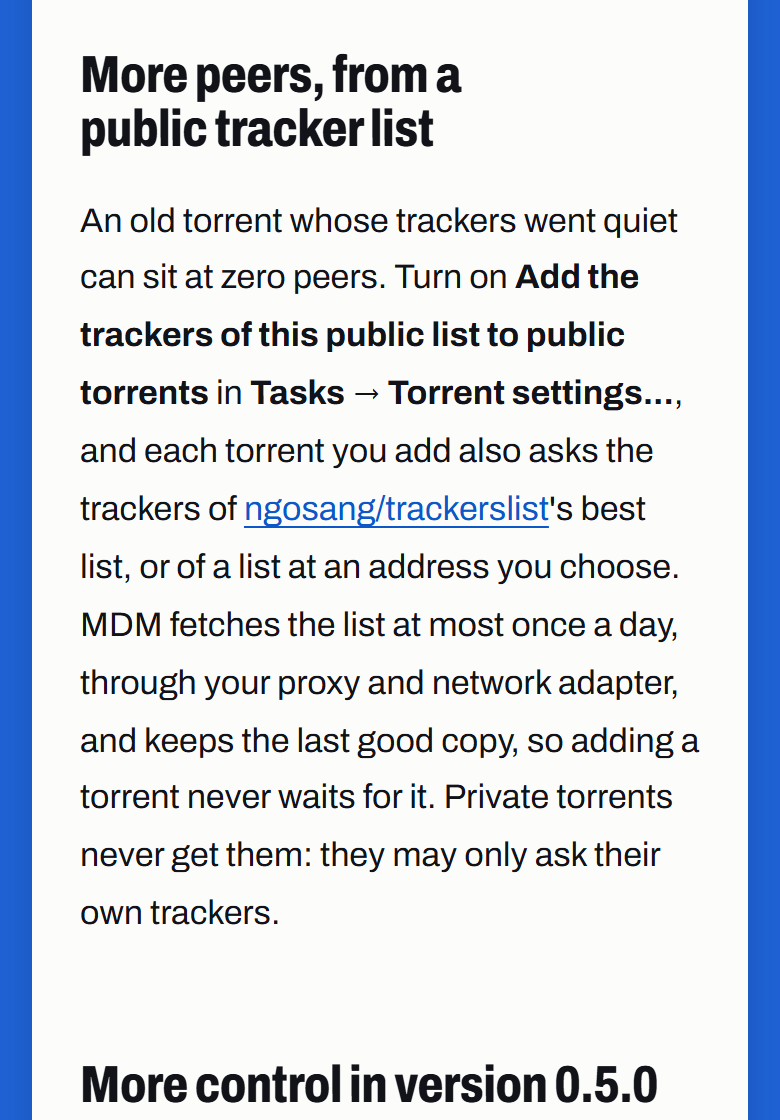 More peers, from a
public tracker list
An old torrent whose trackers went quiet
can sit at zero peers. Turn on Add the
trackers of this public list to public
torrents in Tasks → Torrent settings...,
and each torrent you add also asks the
trackers of ngosang/trackerslist's best
list, or of a list at an address you choose.
MDM fetches the list at most once a day,
through your proxy and network adapter,
and keeps the last good copy, so adding a
torrent never waits for it. Private torrents
never get them: they may only ask their
own trackers.
More control in version 0.5.0